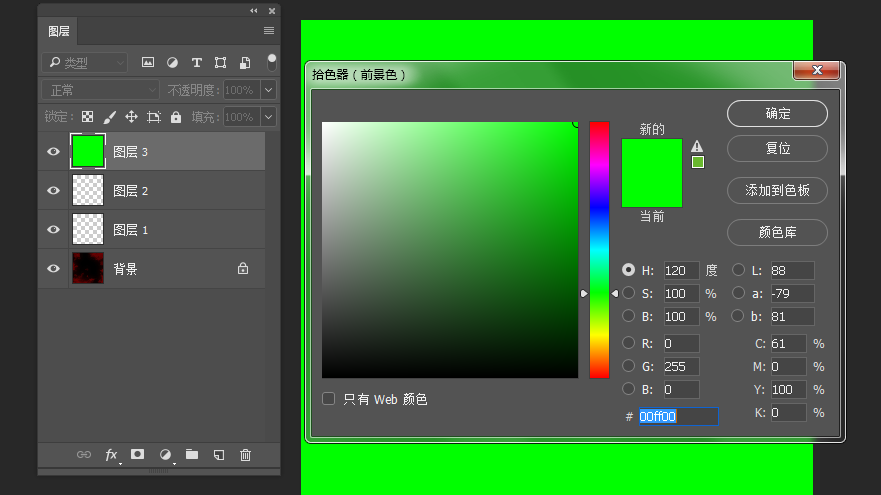 图层
类型
正常 不透明度: 100%
锁定: 填充: 100%
图层 3
图层 2
图层 1
背景
fx
拾色器（前景色）
新的
当前
确定
复位
添加到色板
颜色库
H: 120 度 L: 88
S: 100 % a: -79
B: 100 % b: 81
R: 0 C: 61 %
G: 255 M: 0 %
B: 0 Y: 100 %
# 00ff00 K: 0 %
只有 Web 颜色